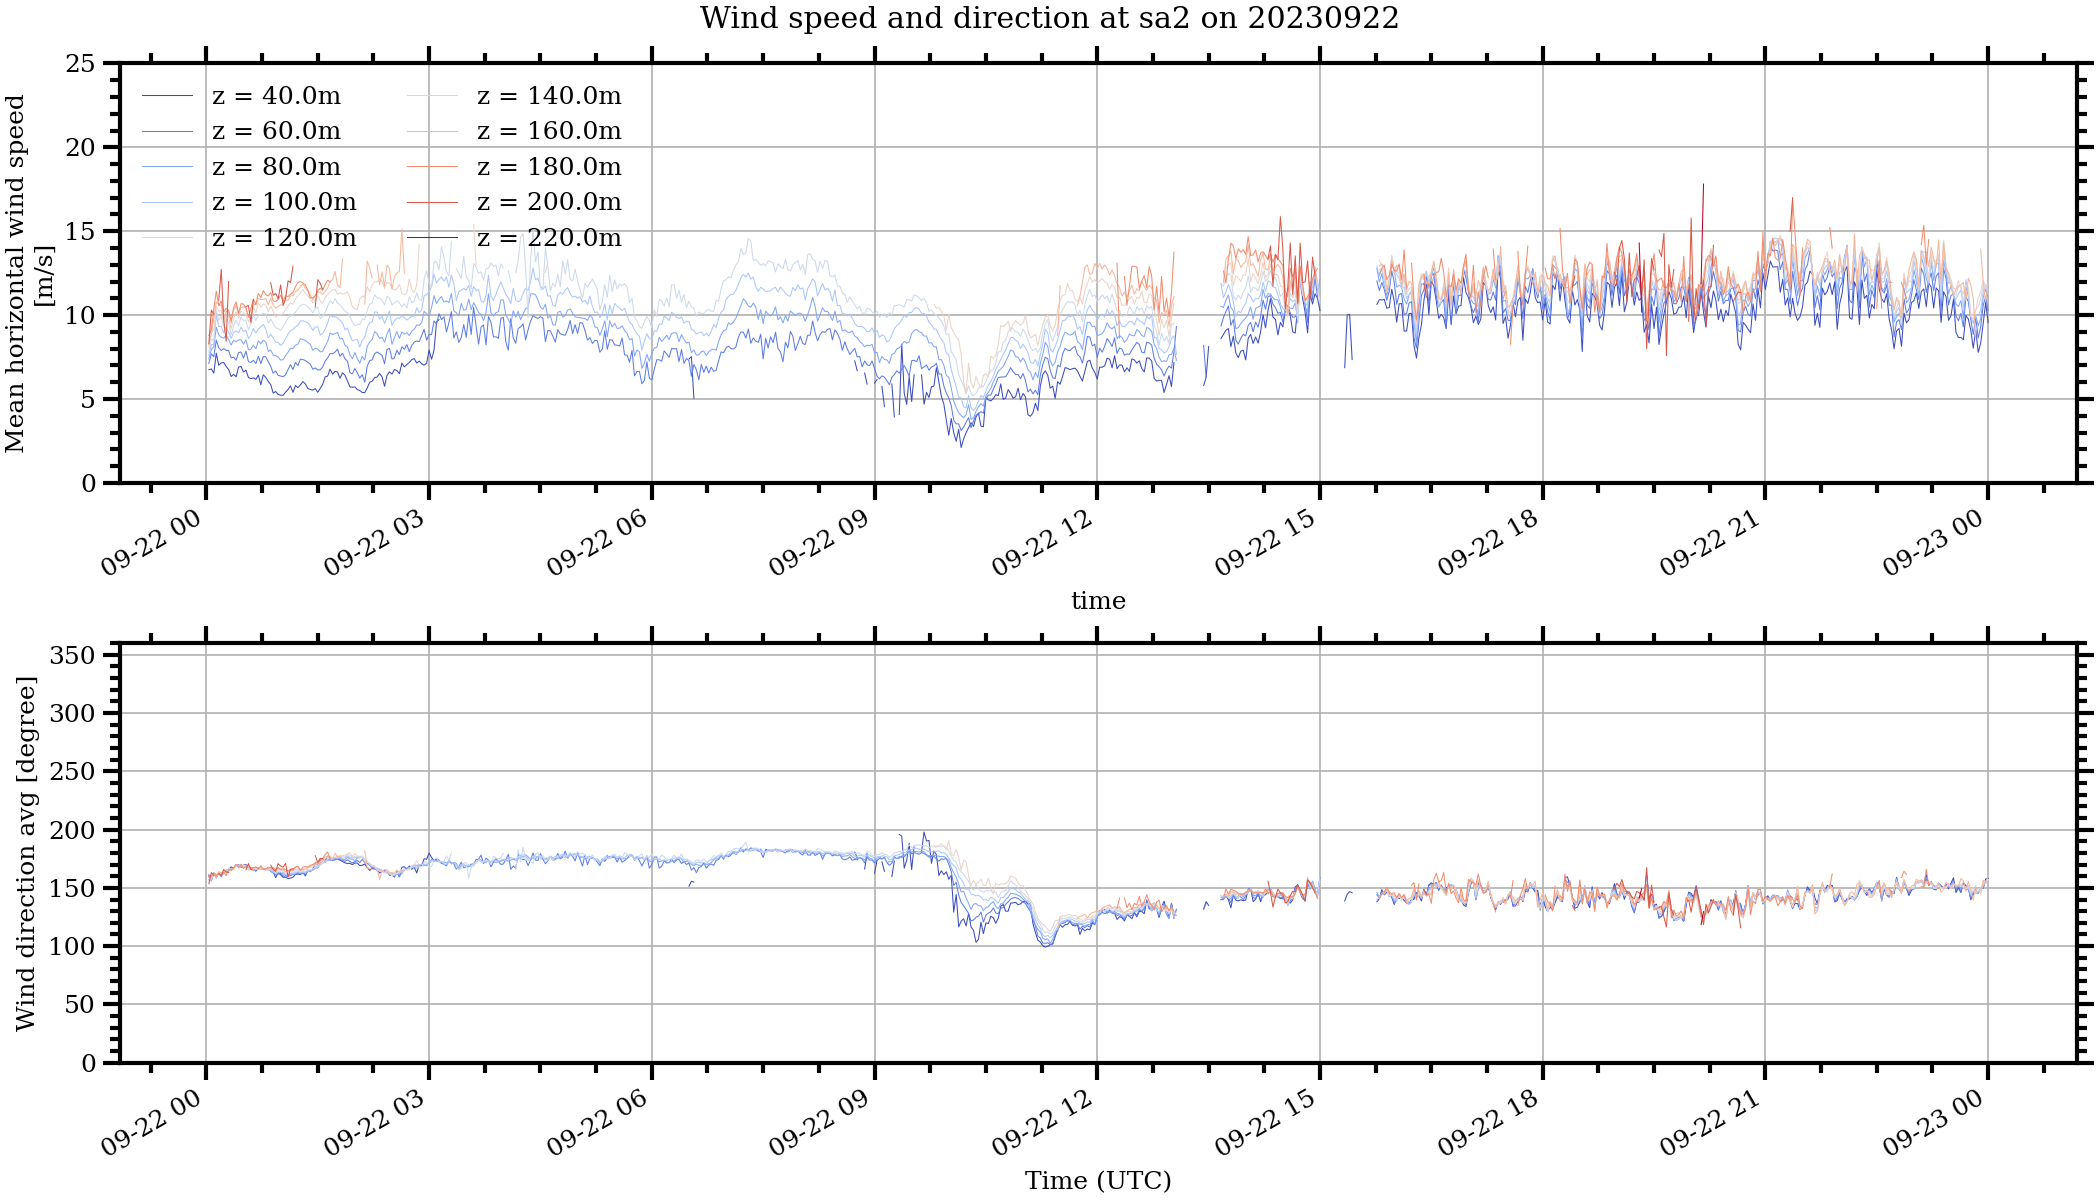 Wind speed and direction at sa2 on 20230922
Mean horizontal wind speed
[m/s]
25
20
15
10
5
0
z = 40.0m
z = 60.0m
z = 80.0m
z = 100.0m
z = 120.0m
z = 140.0m
z = 160.0m
z = 180.0m
z = 200.0m
z = 220.0m
09-22 00
09-22 03
09-22 06
09-22 09
09-22 12
09-22 15
09-22 18
09-22 21
09-23 00
time
Wind direction avg [degree]
350
300
250
200
150
100
50
0
09-22 00
09-22 03
09-22 06
09-22 09
09-22 12
09-22 15
09-22 18
09-22 21
09-23 00
Time (UTC)